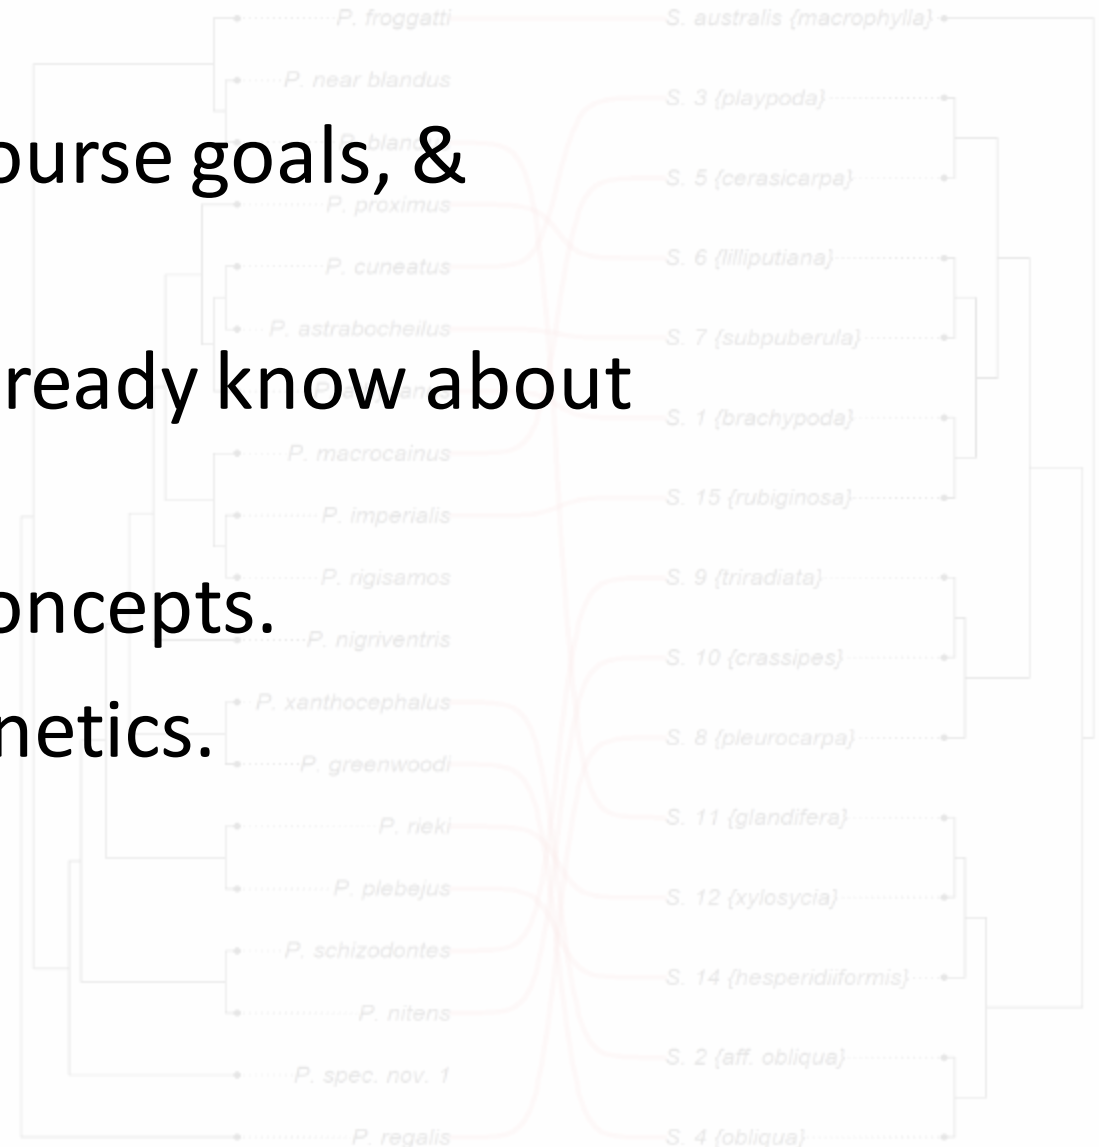 ourse goals, &
ready know about
oncepts.
netics.
P. froggatti
P. near blandus
P. proximus
P. cuneatus
P. astrabocheilus
P. macrocainus
P. imperialis
P. rigisamos
P. nigriventris
P. xanthocephalus
P. greenwoodi
P. rieki
P. plebejus
P. schizodontes
P. nitens
P. spec. nov. 1
P. regalis
S. australis {macrophylla}
S. 3 {playpoda}
S. 5 {cerasicarpa}
S. 6 {lilliputiana}
S. 7 {subpuberula}
S. 1 {brachypoda}
S. 15 {rubiginosa}
S. 9 {triradiata}
S. 10 {crassipes}
S. 8 {pleurocarpa}
S. 11 {glandifera}
S. 12 {xylosycia}
S. 14 {hesperidiiformis}
S. 2 {aff. obliqua}
S. 4 {obliqua}